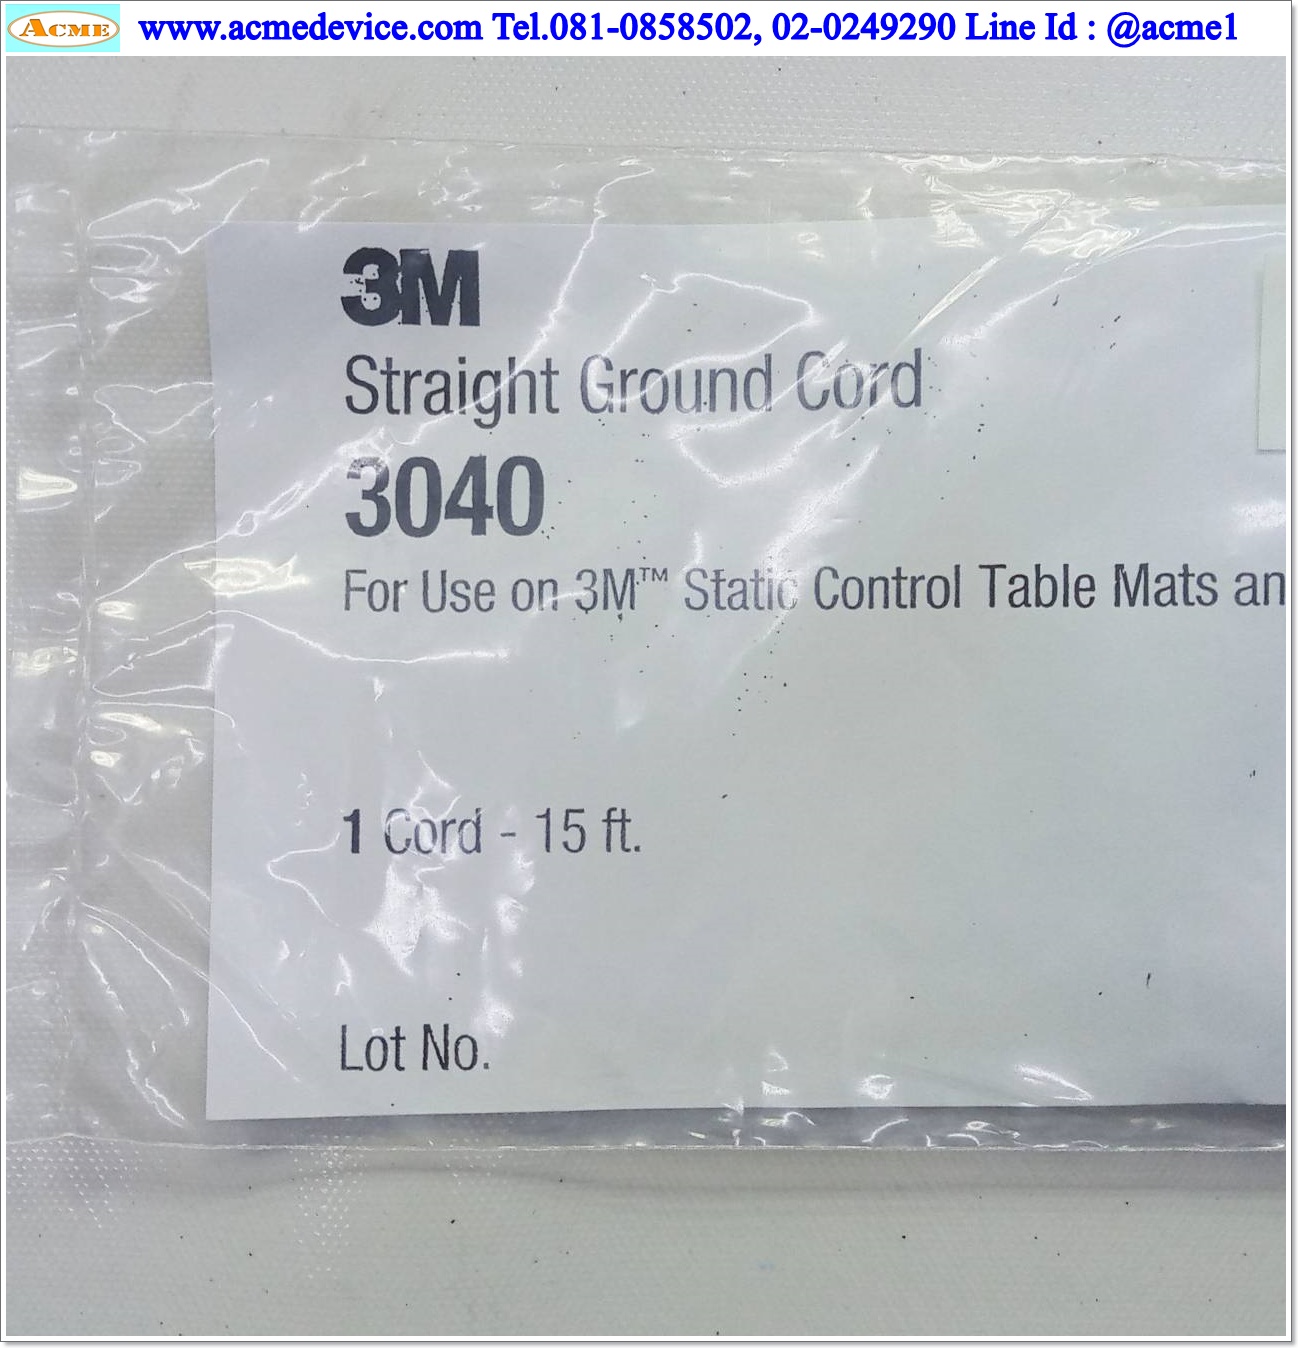 ACME www.acmedevice.com Tel.081-0858502, 02-0249290 Line Id : @acme1
3M
Straight Ground Cord
3040
For Use on 3M™ Static Control Table Mats an
1 Cord - 15 ft.
Lot No.